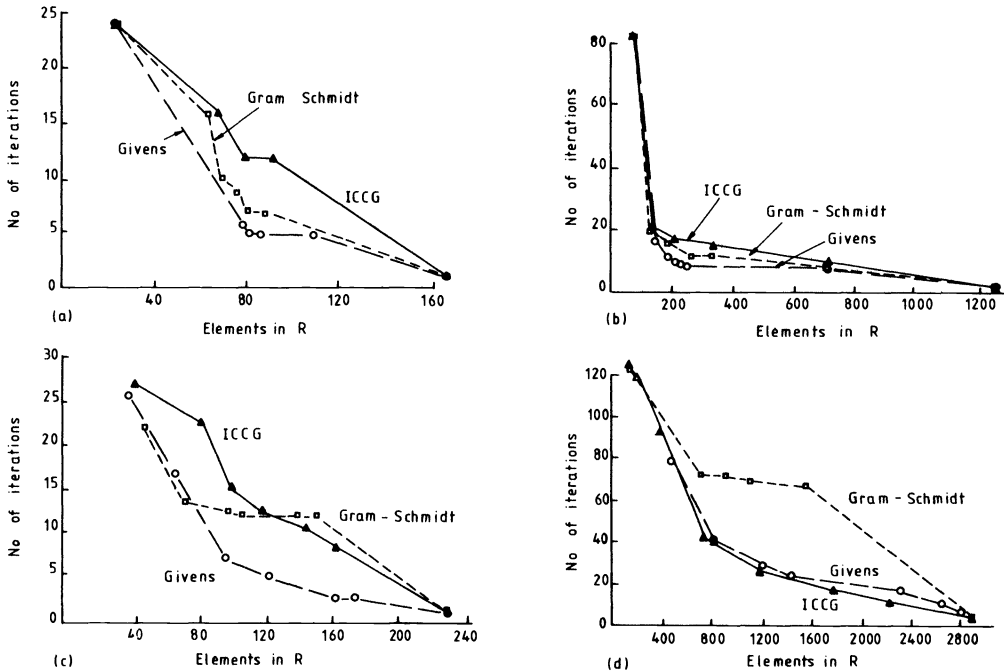 25
20
15
10
5
0
No of iterations
Gram Schmidt
Givens
ICCG
40
80
120
160
(a)
Elements in R
80
60
40
20
0
No of iterations
ICCG
Gram-Schmidt
Givens
200
400
600
800
1000
1200
(b)
Elements in R
30
25
20
15
10
5
0
No of iterations
ICCG
Gram-Schmidt
Givens
40
80
120
160
200
240
(c)
Elements in R
120
100
80
60
40
20
0
No of iterations
Gram-Schmidt
Givens
ICCG
400
800
1200
1600
2000
2400
2800
(d)
Elements in R